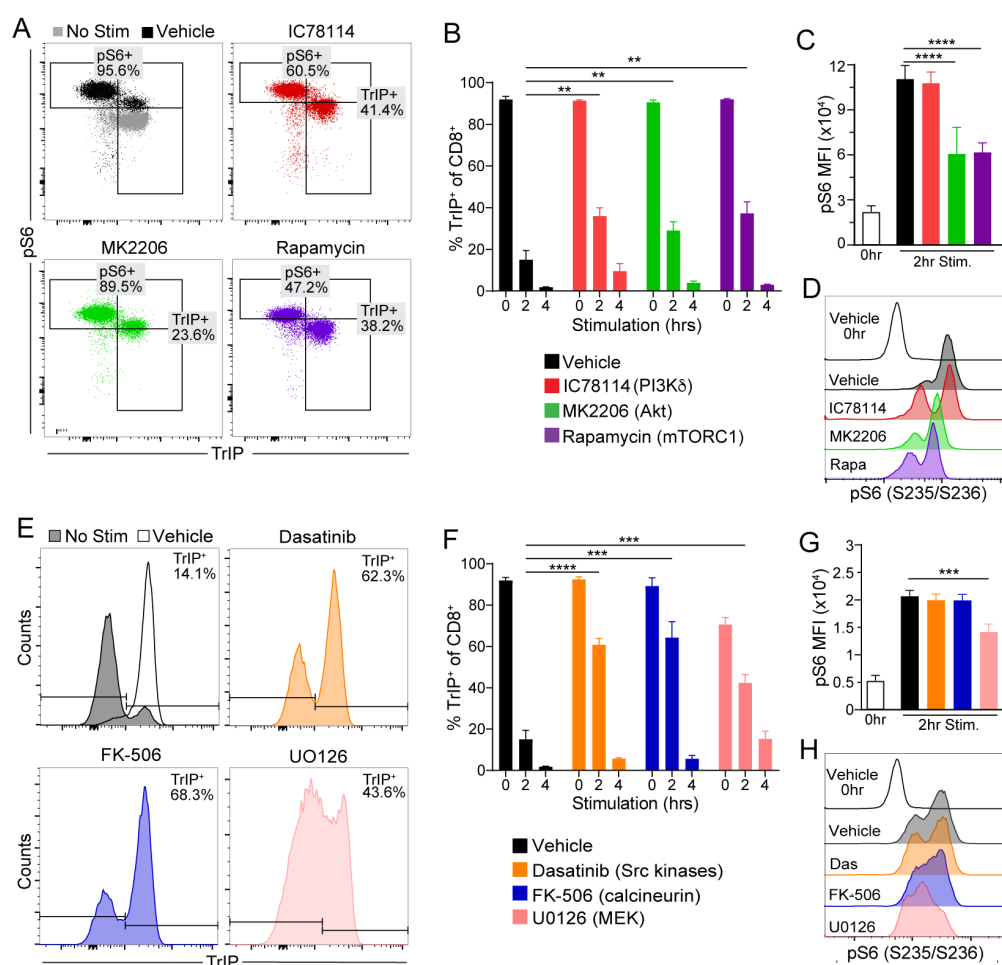 A
No Stim Vehicle
IC78114
pS6+
95.6%
pS6+
60.5%
TrIP+
41.4%
MK2206
Rapamycin
pS6+
89.5%
TrIP+
23.6%
pS6+
47.2%
TrIP+
38.2%
pS6
TrIP
B
% TrIP+ of CD8+
100
80
60
40
20
0
**
**
**
0 2 4 0 2 4 0 2 4 0 2 4
Stimulation (hrs)
Vehicle
IC78114 (PI3Kδ)
MK2206 (Akt)
Rapamycin (mTORC1)
C
pS6 MFI (x10⁴)
12
9
6
3
0
****
****
0hr
2hr Stim.
D
Vehicle
0hr
Vehicle
IC78114
MK2206
Rapa
pS6 (S235/S236)
E
No Stim Vehicle
Dasatinib
TrIP+
14.1%
TrIP+
62.3%
Counts
FK-506
UO126
TrIP+
68.3%
TrIP+
43.6%
Counts
TrIP
F
% TrIP+ of CD8+
100
80
60
40
20
0
***
***
****
0 2 4 0 2 4 0 2 4 0 2 4
Stimulation (hrs)
Vehicle
Dasatinib (Src kinases)
FK-506 (calcineurin)
U0126 (MEK)
G
pS6 MFI (x10⁴)
3
2.5
2
1.5
1
0.5
0
***
0hr
2hr Stim.
H
Vehicle
0hr
Vehicle
Das
FK-506
U0126
pS6 (S235/S236)